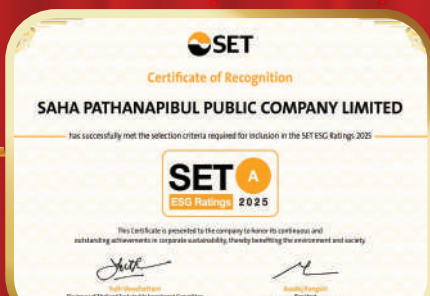 SET
Certificate of Recognition
SAHA PATHANAPIBUL PUBLIC COMPANY LIMITED
has successfully met the selection criteria required for inclusion in the SET ESG Ratings 2025
SET A
ESG Ratings 2025
This Certificate is presented to the company to honor its continuous and
outstanding achievements in corporate sustainability, thereby benefiting the environment and society.